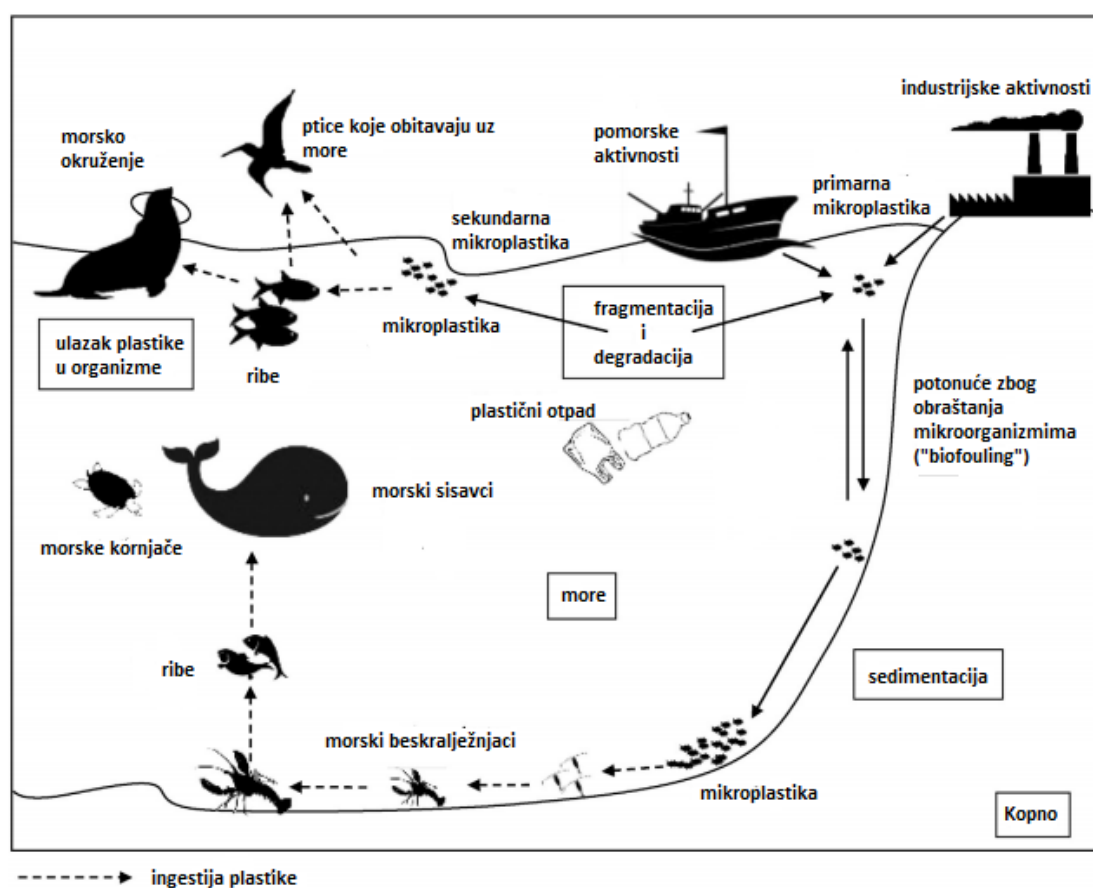 industrijske aktivnosti
ptice koje obitavaju uz
more
pomorske
aktivnosti
morsko
okruženje
primarna
mikroplastika
sekundarna
mikroplastika
fragmentacija
i
degradacija
mikroplastika
ulazak plastike
u organizme
ribe
potonuće zbog
obraštanja
mikroorganizmima
("biofouling")
plastični otpad
morski sisavci
morske kornjače
more
ribe
sedimentacija
morski beskralježnjaci
mikroplastika
Kopno
ingestija plastike